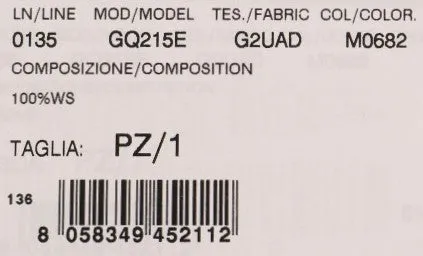 LN/LINE MOD/MODEL TES./FABRIC COL/COLOR.
0135 GQ215E G2UAD M0682
COMPOSIZIONE/COMPOSITION
100%WS
TAGLIA: PZ/1
136
8 058349 452112